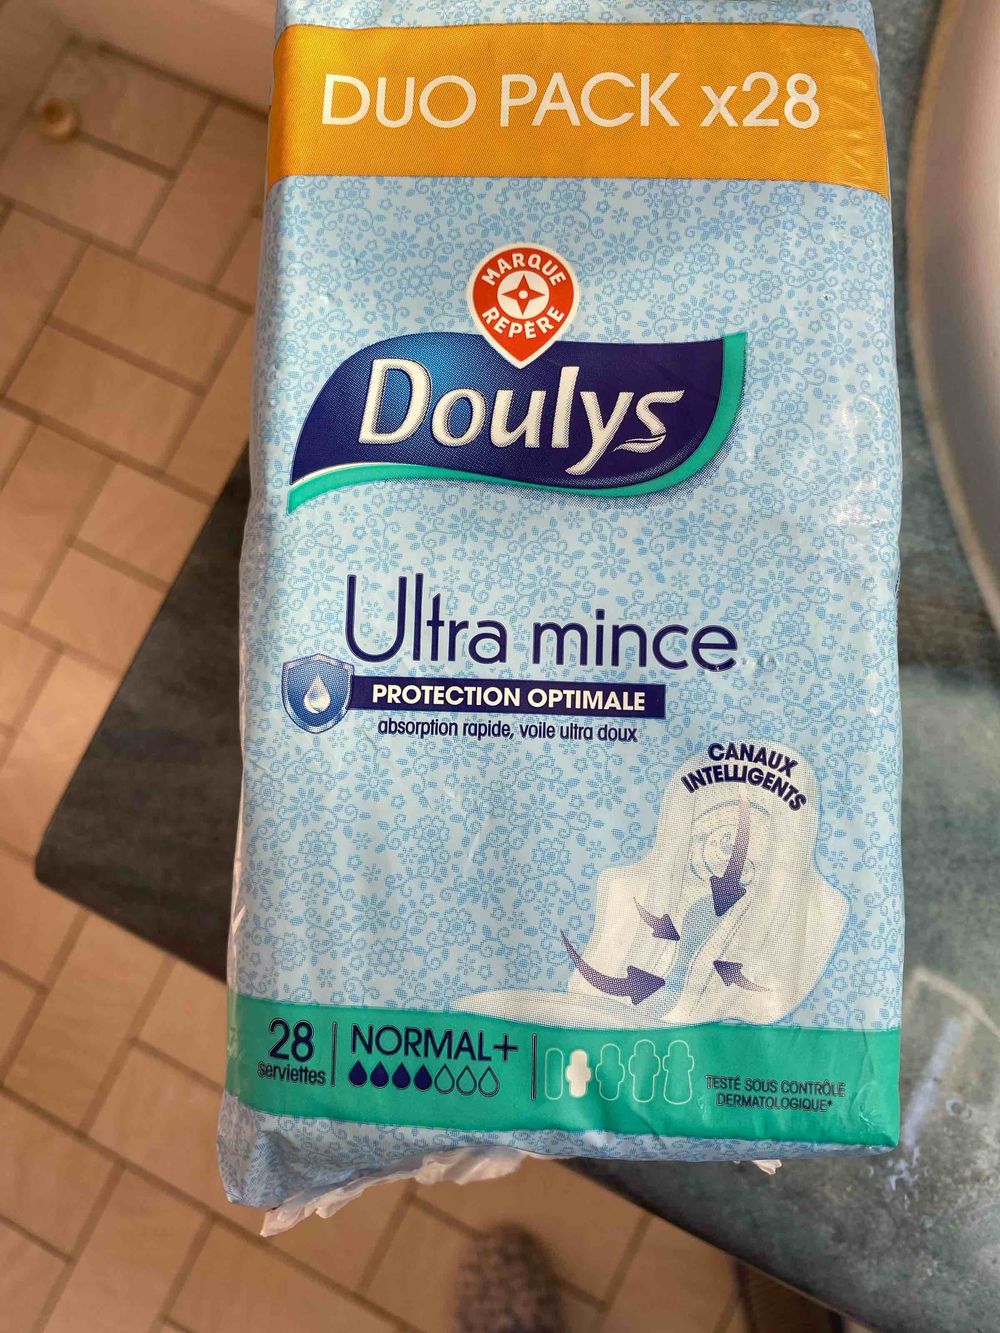 DUO PACK x28
MARQUE
REPÈRE
Doulys
Ultra mince
PROTECTION OPTIMALE
absorption rapide, voile ultra doux
CANAUX
INTELLIGENTS
28
serviettes
NORMAL+
TESTÉ SOUS CONTRÔLE
DERMATOLOGIQUE*